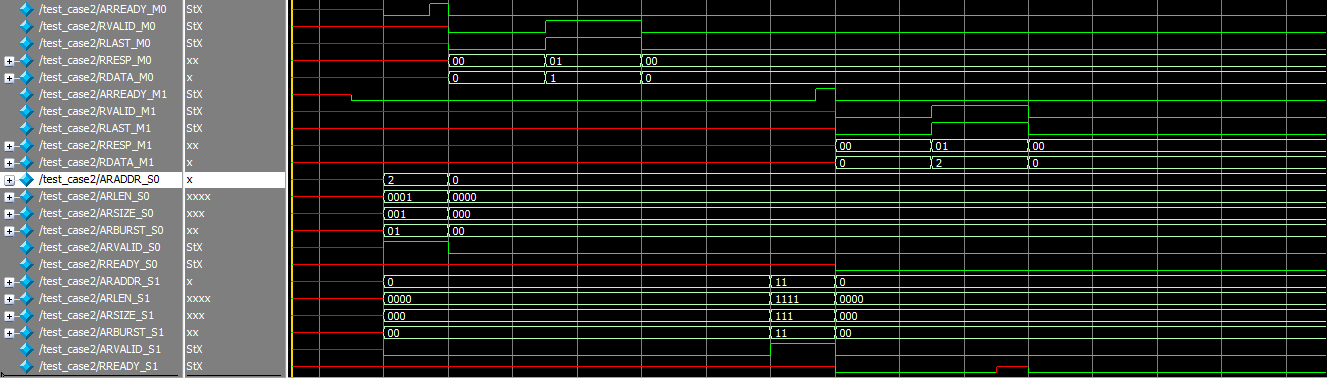 /test_case2/ARREADY_M0 StX
/test_case2/RVALID_M0 StX
/test_case2/RLAST_M0 StX
/test_case2/RRESP_M0 xx 00 01 00
/test_case2/RDATA_M0 x 0 1 0
/test_case2/ARREADY_M1 StX
/test_case2/RVALID_M1 StX
/test_case2/RLAST_M1 StX
/test_case2/RRESP_M1 xx 00 01 00
/test_case2/RDATA_M1 x 0 2 0
/test_case2/ARADDR_S0 x 2 0
/test_case2/ARLEN_S0 xxxx 0001 0000
/test_case2/ARSIZE_S0 xxx 001 000
/test_case2/ARBURST_S0 xx 01 00
/test_case2/ARVALID_S0 StX
/test_case2/RREADY_S0 StX
/test_case2/ARADDR_S1 x 0 11 0
/test_case2/ARLEN_S1 xxxx 0000 1111 0000
/test_case2/ARSIZE_S1 xxx 000 111 000
/test_case2/ARBURST_S1 xx 00 11 00
/test_case2/ARVALID_S1 StX
/test_case2/RREADY_S1 StX